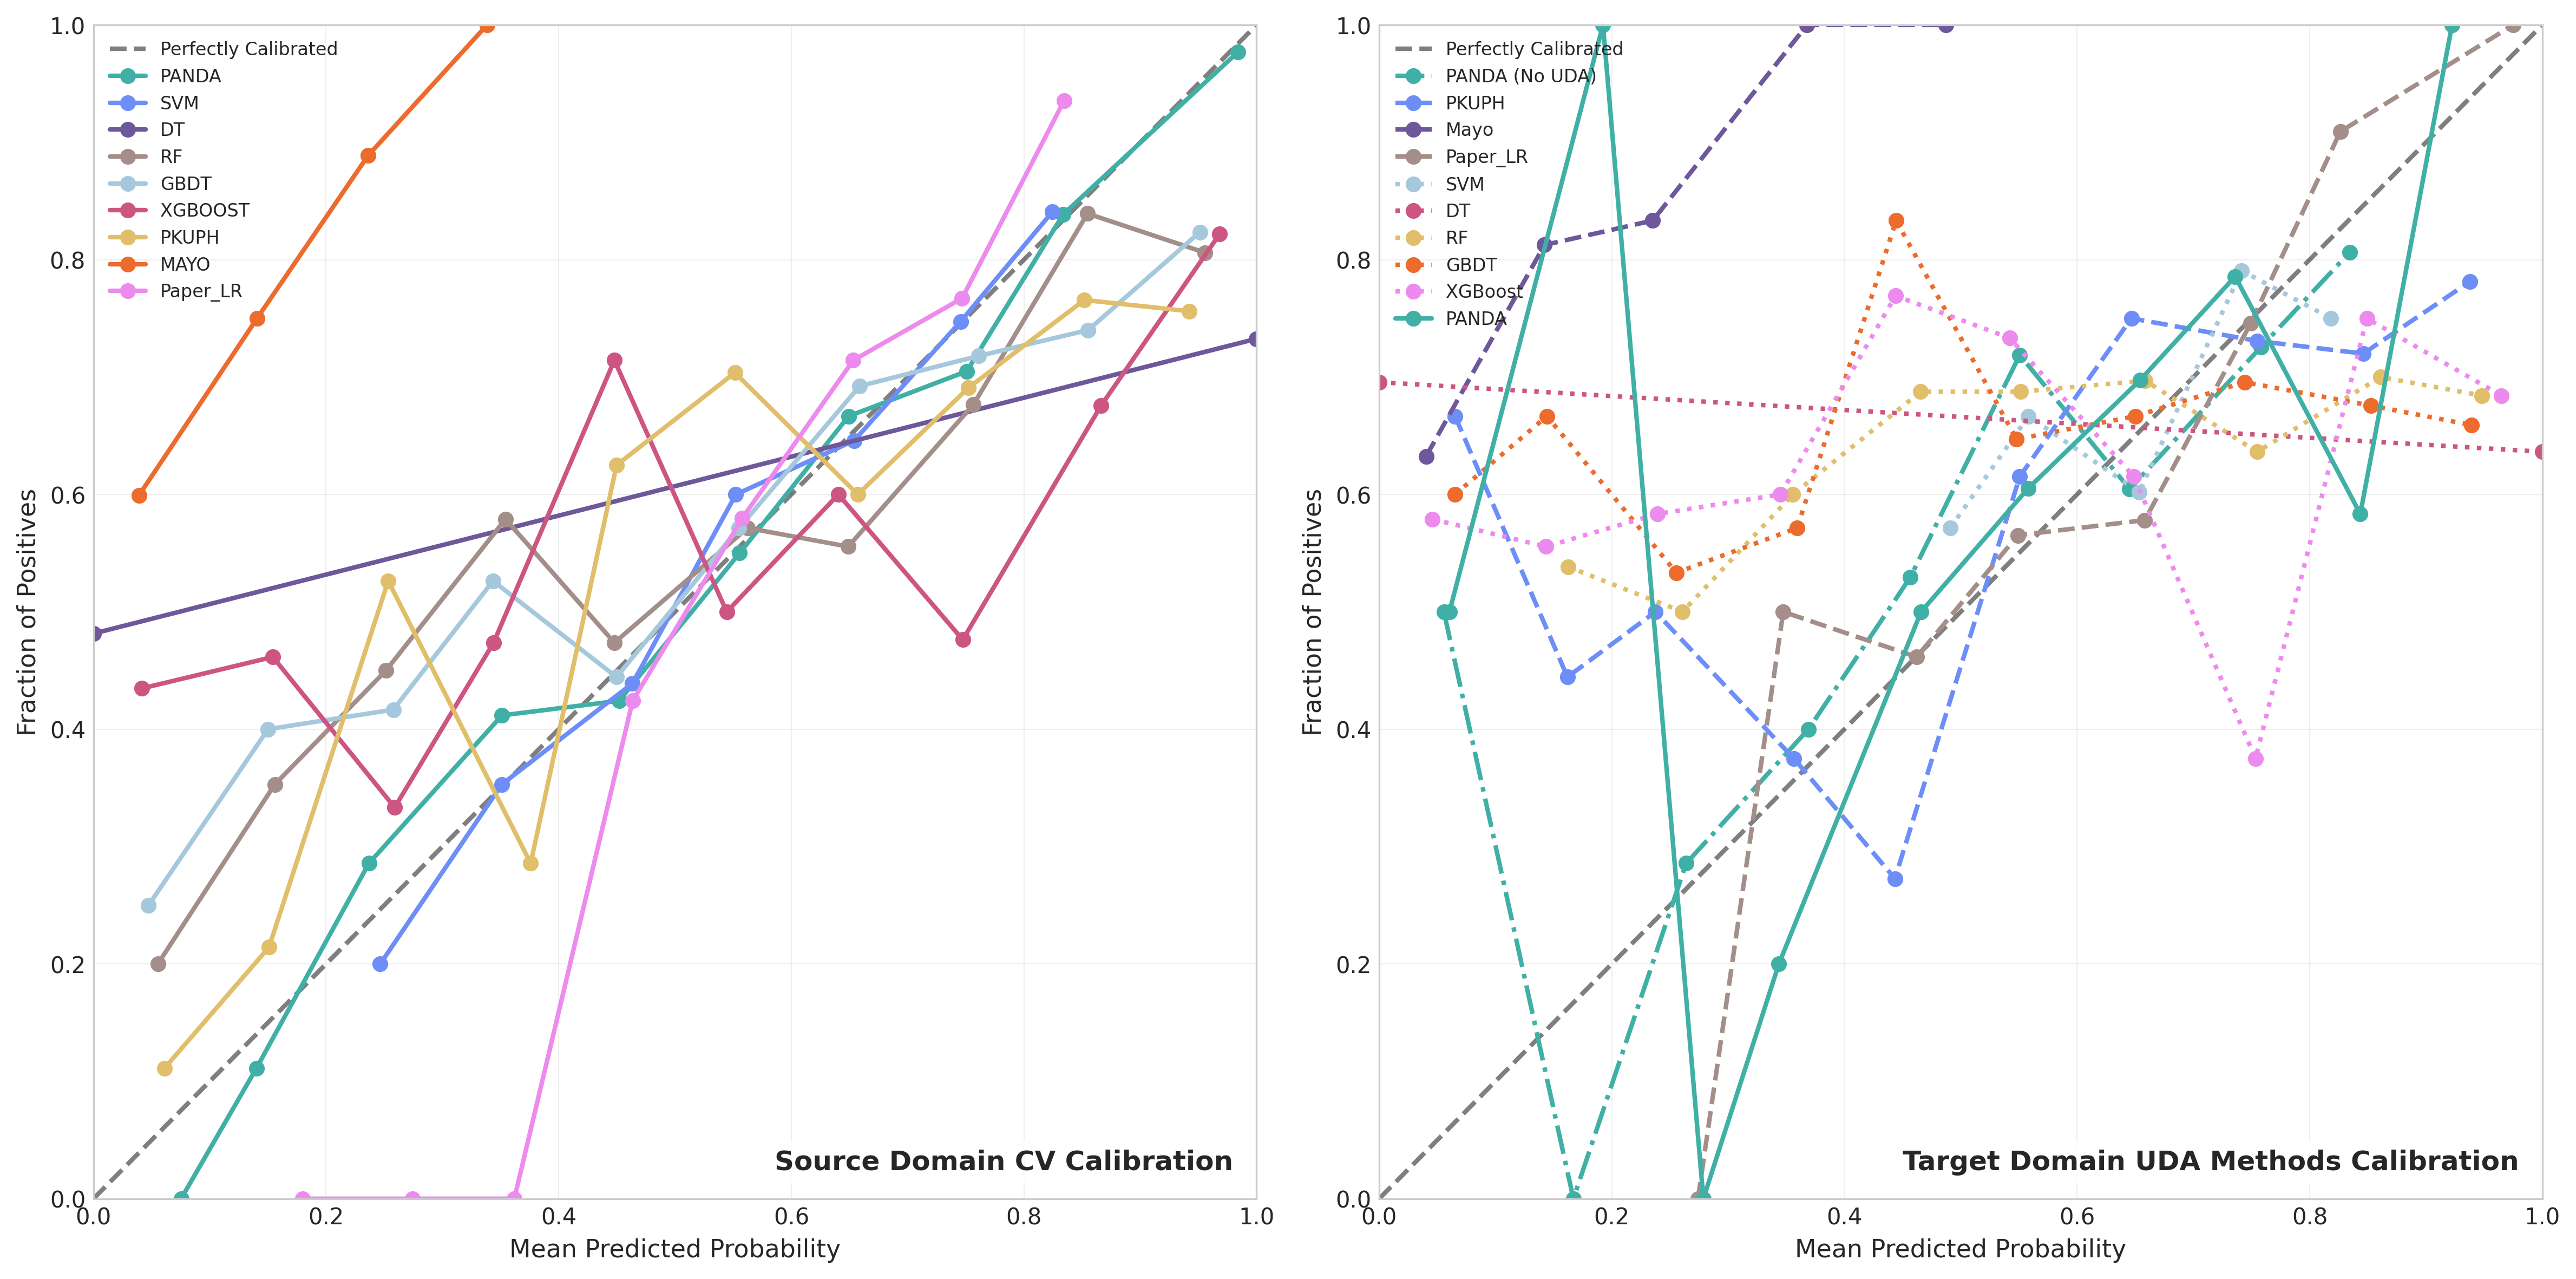 Perfectly Calibrated
PANDA
SVM
DT
RF
GBDT
XGBOOST
PKUPH
MAYO
Paper_LR
Source Domain CV Calibration
Fraction of Positives
1.0
0.8
0.6
0.4
0.2
0.0
0.0 0.2 0.4 0.6 0.8 1.0
Mean Predicted Probability
Perfectly Calibrated
PANDA (No UDA)
PKUPH
Mayo
Paper_LR
SVM
DT
RF
GBDT
XGBoost
PANDA
Target Domain UDA Methods Calibration
Fraction of Positives
1.0
0.8
0.6
0.4
0.2
0.0
0.0 0.2 0.4 0.6 0.8 1.0
Mean Predicted Probability